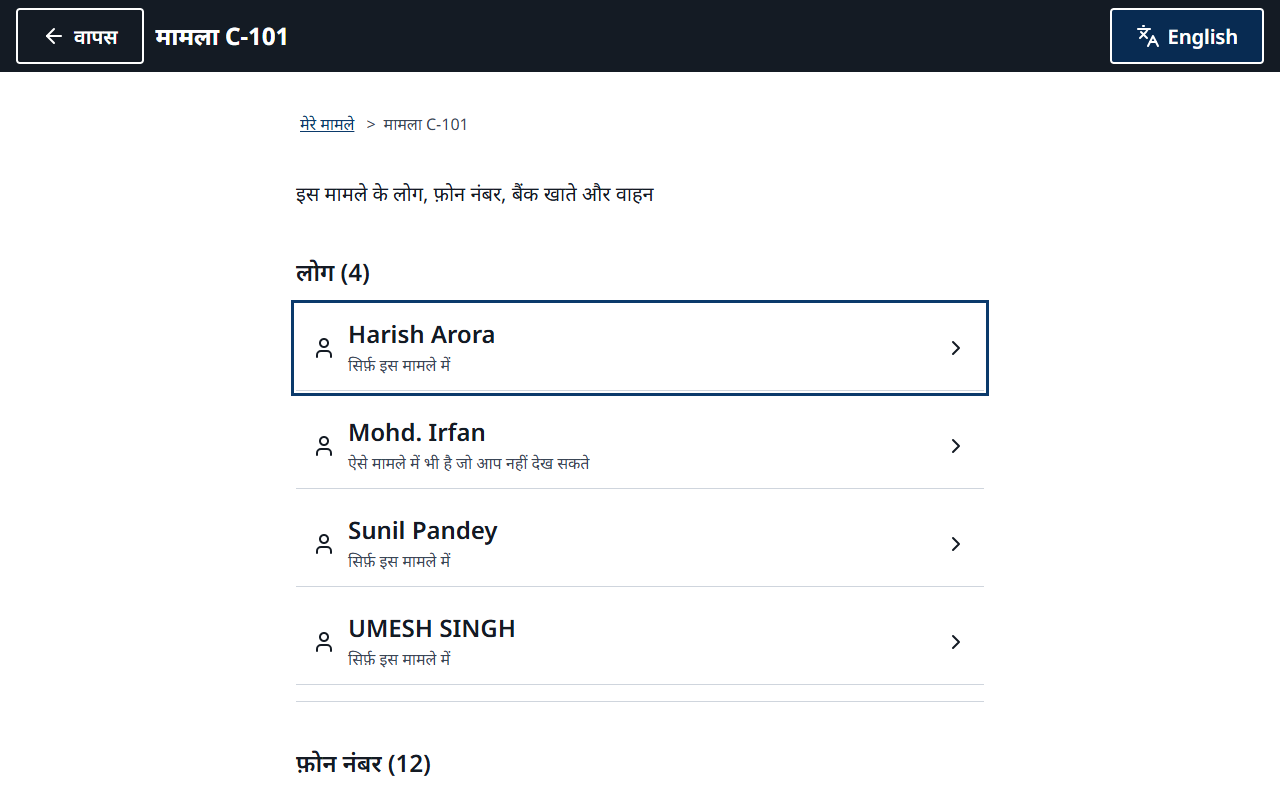 वापस
मामला C-101
English
मेरे मामले > मामला C-101
इस मामले के लोग, फ़ोन नंबर, बैंक खाते और वाहन
लोग (4)
Harish Arora
सिर्फ़ इस मामले में
Mohd. Irfan
ऐसे मामले में भी है जो आप नहीं देख सकते
Sunil Pandey
सिर्फ़ इस मामले में
UMESH SINGH
सिर्फ़ इस मामले में
फ़ोन नंबर (12)